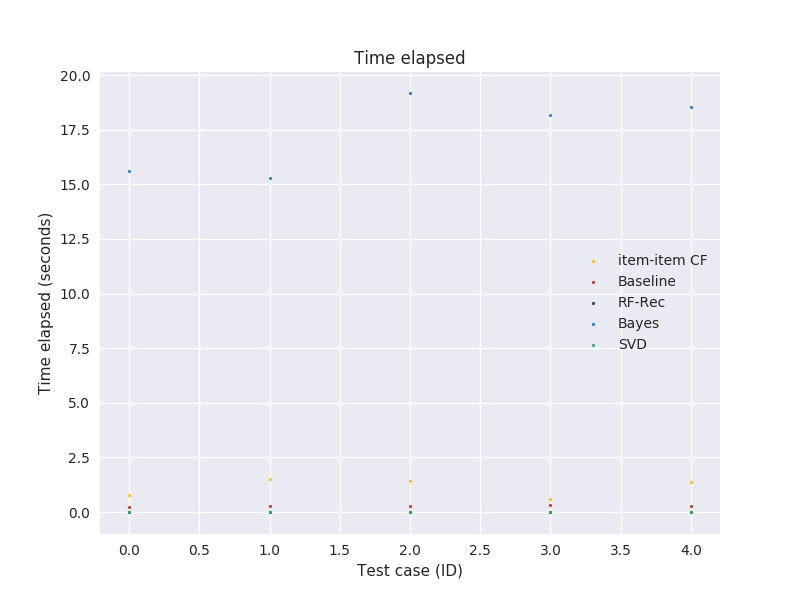 Time elapsed
20.0
17.5
15.0
12.5
10.0
7.5
5.0
2.5
0.0
Time elapsed (seconds)
item-item CF
Baseline
RF-Rec
Bayes
SVD
0.0 0.5 1.0 1.5 2.0 2.5 3.0 3.5 4.0
Test case (ID)